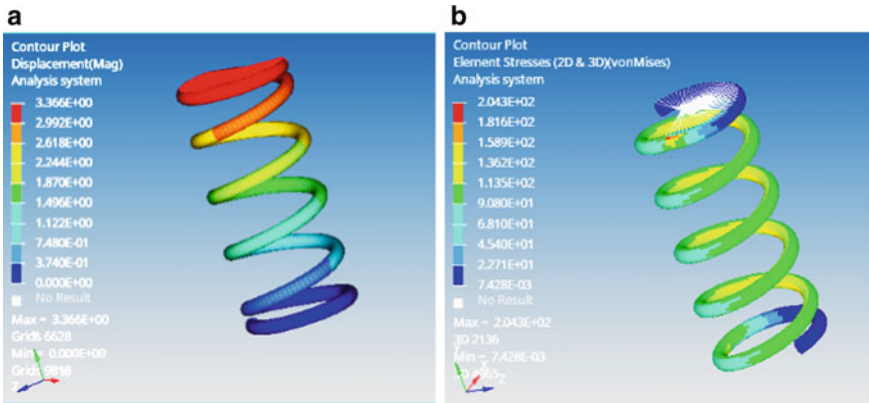 a
Contour Plot
Displacement(Mag)
Analysis system
3.366E+00
2.992E+00
2.618E+00
2.244E+00
1.870E+00
1.496E+00
1.122E+00
7.480E-01
3.740E-01
0.000E+00
No Result
Max = 3.366E+00
Grids 6628
Min = 0.000E+00
Grids 9818
Z
b
Contour Plot
Element Stresses (2D & 3D)(vonMises)
Analysis system
2.043E+02
1.816E+02
1.589E+02
1.362E+02
1.135E+02
9.080E+01
6.810E+01
4.540E+01
2.271E+01
7.428E-03
No Result
Max = 2.043E+02
3D 2136
Min = 7.428E-03
X
Z